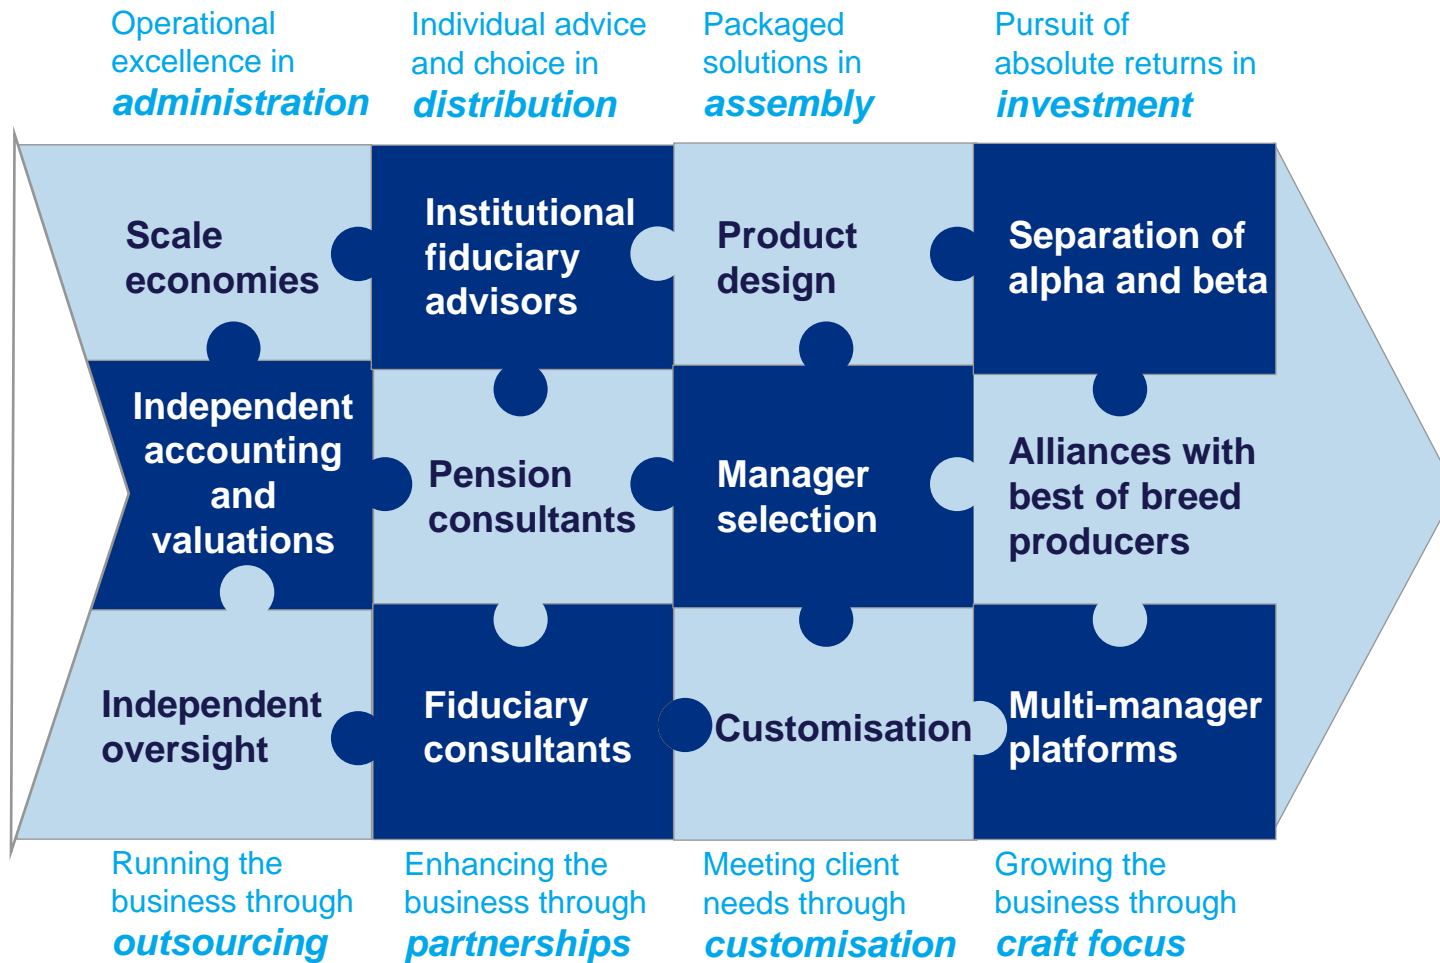 Operational
excellence in
administration
Individual advice
and choice in
distribution
Packaged
solutions in
assembly
Pursuit of
absolute returns in
investment
Scale
economies
Institutional
fiduciary
advisors
Product
design
Separation of
alpha and beta
Independent
accounting
and
valuations
Pension
consultants
Manager
selection
Alliances with
best of breed
producers
Independent
oversight
Fiduciary
consultants
Customisation
Multi-manager
platforms
Running the
business through
outsourcing
Enhancing the
business through
partnerships
Meeting client
needs through
customisation
Growing the
business through
craft focus